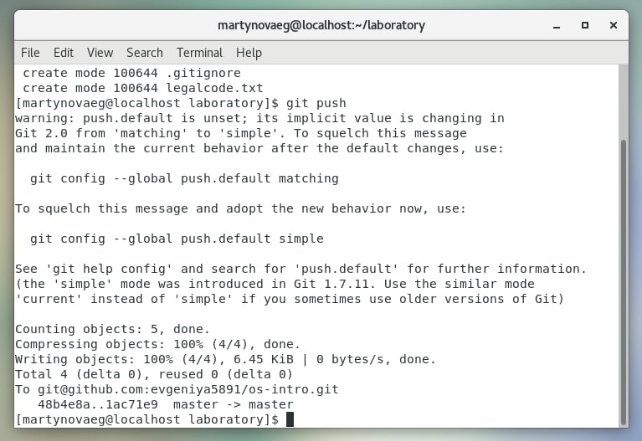 martynovaeg@localhost:~/laboratory
File Edit View Search Terminal Help
create mode 100644 .gitignore
create mode 100644 legalcode.txt
[martynovaeg@localhost laboratory]$ git push
warning: push.default is unset; its implicit value is changing in
Git 2.0 from 'matching' to 'simple'. To squelch this message
and maintain the current behavior after the default changes, use:
git config --global push.default matching
To squelch this message and adopt the new behavior now, use:
git config --global push.default simple
See 'git help config' and search for 'push.default' for further information.
(the 'simple' mode was introduced in Git 1.7.11. Use the similar mode
'current' instead of 'simple' if you sometimes use older versions of Git)
Counting objects: 5, done.
Compressing objects: 100% (4/4), done.
Writing objects: 100% (4/4), 6.45 KiB | 0 bytes/s, done.
Total 4 (delta 0), reused 0 (delta 0)
To git@github.com:evgeniya5891/os-intro.git
48b4e8a..1ac71e9 master -> master
[martynovaeg@localhost laboratory]$